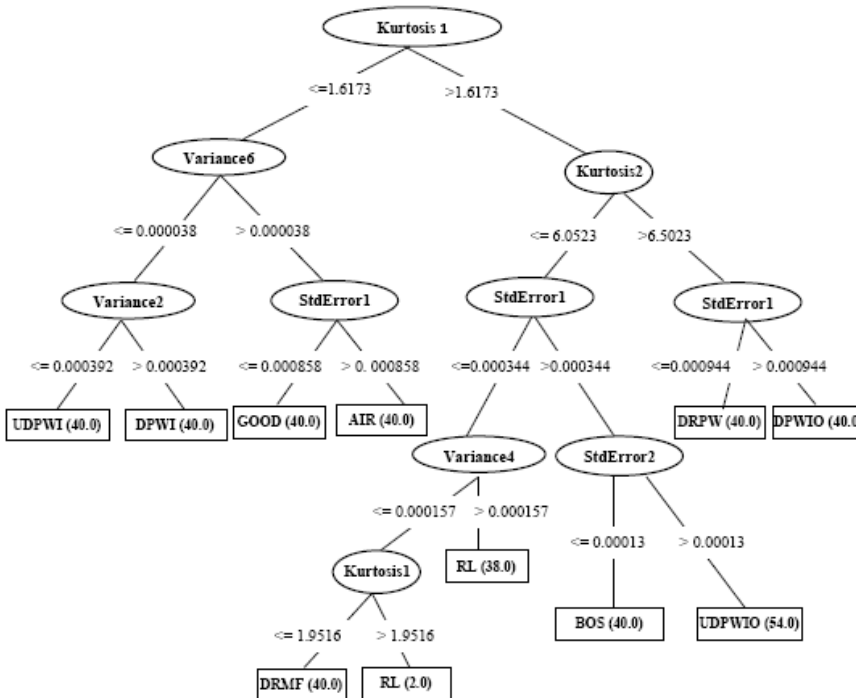 Kurtosis 1
<=1.6173 >1.6173
Variance6 Kurtosis2
<= 0.000038 > 0.000038 <= 6.0523 >6.5023
Variance2 StdError1 StdError1 StdError1
<= 0.000392 > 0.000392 <= 0.000858 > 0. 000858 <=0.000344 >0.000344 <=0.000944 > 0.000944
UDPWI (40.0) DPWI (40.0) GOOD (40.0) AIR (40.0) DRPW (40.0) DPWIO (40.0
Variance4 StdError2
<= 0.000157 > 0.000157 <= 0.00013 > 0.00013
Kurtosis1 RL (38.0) BOS (40.0) UDPWIO (54.0)
<= 1.9516 > 1.9516
DRMF (40.0) RL (2.0)